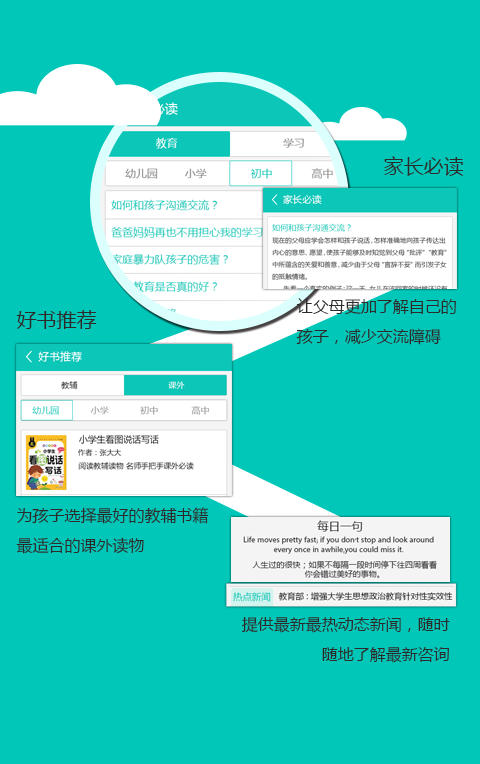 必读
教育
学习
幼儿园
小学
初中
高中
如何和孩子沟通交流？
爸爸妈妈再也不用担心我的学习
家庭暴力队孩子的危害？
教育是否真的好？
家长必读
家长必读
如何和孩子沟通交流？
现在的父母应学会怎样和孩子说话,怎样准确地向孩子传达出
内心的意思、愿望,使孩子能够及时知觉到父母“批评”“教育”
中所蕴含的关爱和善意,减少由于父母“言辞不妥”而引发子女
的抵触情绪。
让父母更加了解自己的
孩子，减少交流障碍
好书推荐
好书推荐
教辅
课外
幼儿园
小学
初中
高中
小学生
看图说话
写话
小学生看图说话写话
作者：张大大
阅读教辅读物 名师手把手课外必读
为孩子选择最好的教辅书籍
最适合的课外读物
每日一句
Life moves pretty fast; if you don't stop and look around
every once in awhile,you could miss it.
人生过的很快；如果不每隔一段时间停下往四周看看
你会错过美好的事物。
热点新闻
教育部：增强大学生思想政治教育针对性实效性
提供最新最热动态新闻，随时
随地了解最新咨询